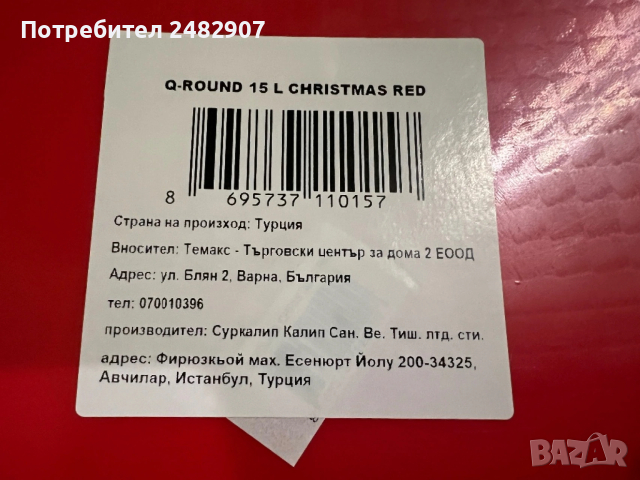 Потребител 2482907
Q-ROUND 15 L CHRISTMAS RED
8 695737 110157
Страна на произход: Турция
Вносител: Темакс - Търговски център за дома 2 ЕООД
Адрес: ул. Блян 2, Варна, България
тел: 070010396
производител: Суркалип Калип Сан. Ве. Тиш. лтд. сти.
адрес: Фирюзкьой мах. Есенюрт Йолу 200-34325,
Авчилар, Истанбул, Турция
BAZAR